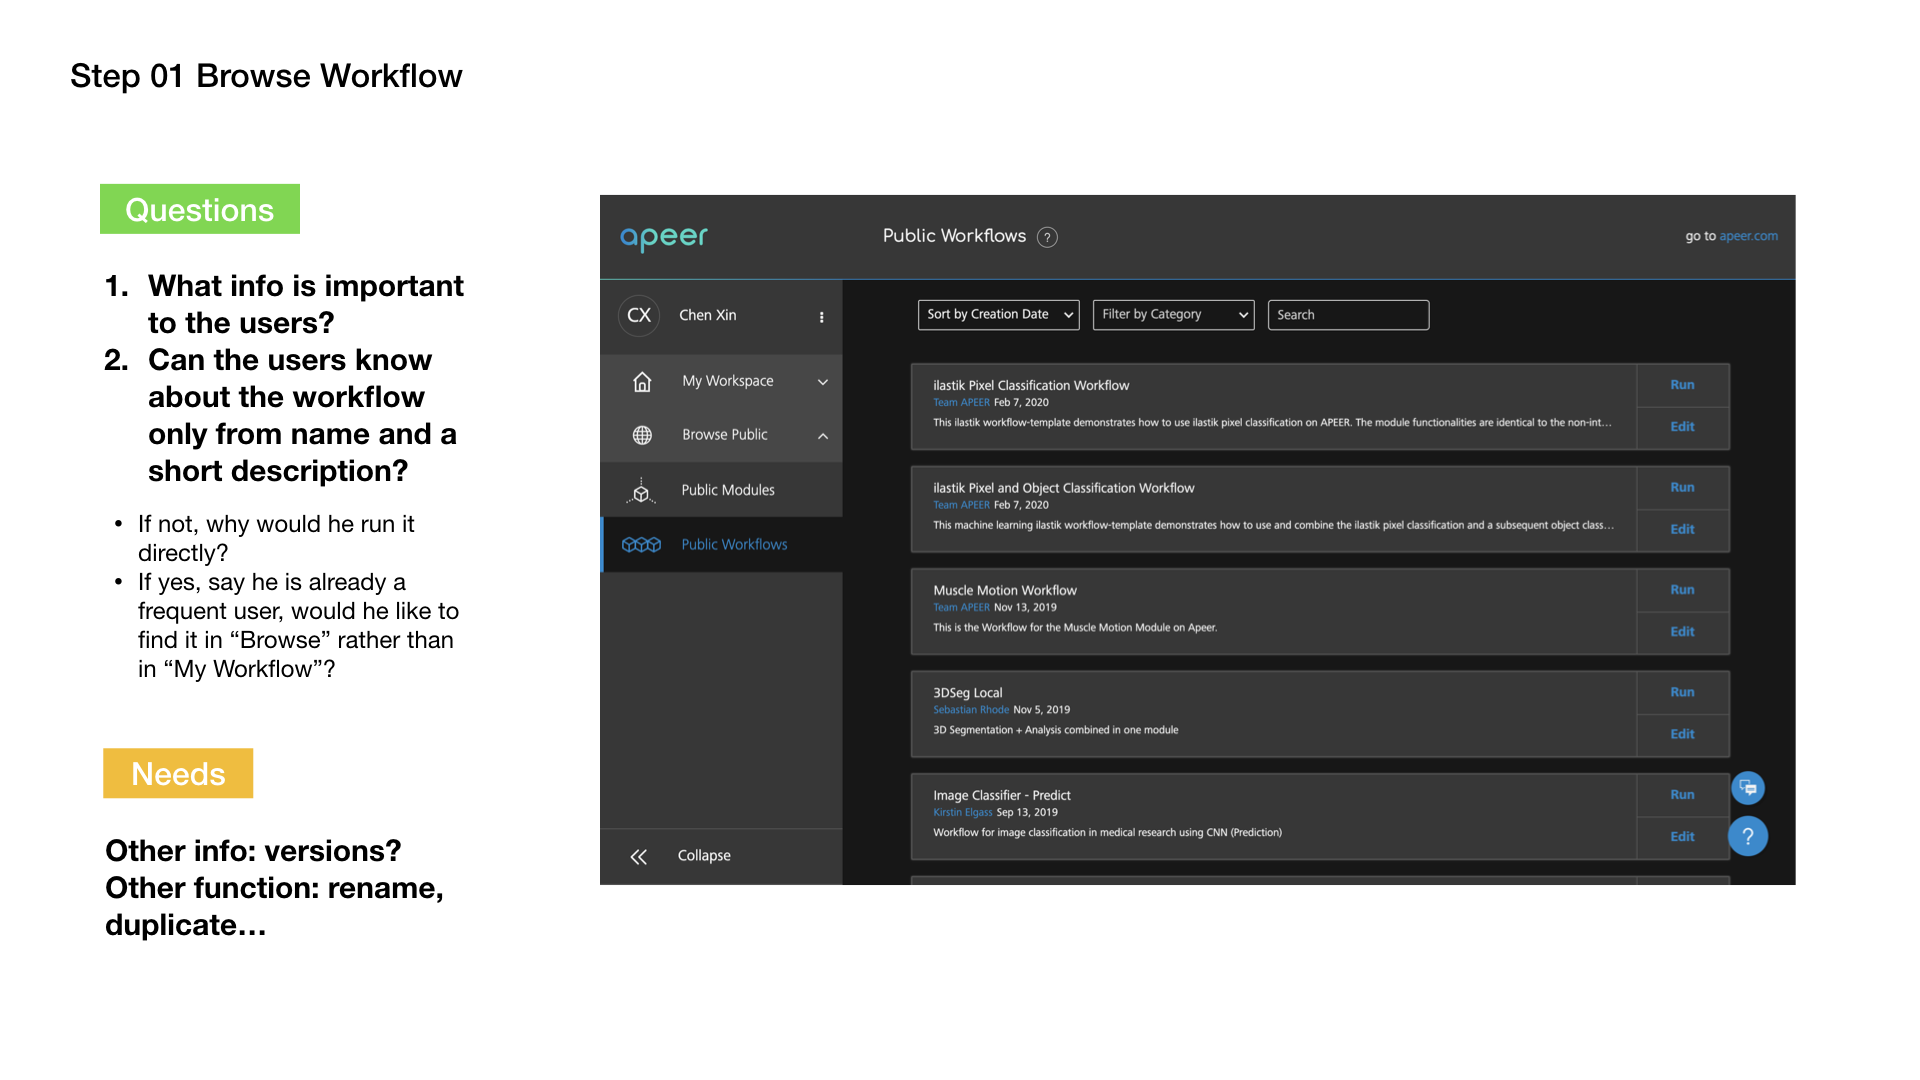 Step 01 Browse Workflow
Questions
1. What info is important
to the users?
2. Can the users know
about the workflow
only from name and a
short description?
• If not, why would he run it
directly?
• If yes, say he is already a
frequent user, would he like to
find it in “Browse” rather than
in “My Workflow”?
Needs
Other info: versions?
Other function: rename,
duplicate…
apeer
Public Workflows ?
go to apeer.com
CX Chen Xin
My Workspace
Browse Public
Public Modules
Public Workflows
Collapse
Sort by Creation Date
Filter by Category
Search
ilastik Pixel Classification Workflow
Team APEER Feb 7, 2020
This ilastik workflow-template demonstrates how to use ilastik pixel classification on APEER. The module functionalities are identical to the non-int...
Run
Edit
ilastik Pixel and Object Classification Workflow
Team APEER Feb 7, 2020
This machine learning ilastik workflow-template demonstrates how to use and combine the ilastik pixel classification and a subsequent object class...
Run
Edit
Muscle Motion Workflow
Team APEER Nov 13, 2019
This is the Workflow for the Muscle Motion Module on Apeer.
Run
Edit
3DSeg Local
Sebastian Rhode Nov 5, 2019
3D Segmentation + Analysis combined in one module
Run
Edit
Image Classifier - Predict
Kirstin Elgass Sep 13, 2019
Workflow for image classification in medical research using CNN (Prediction)
Run
Edit
?